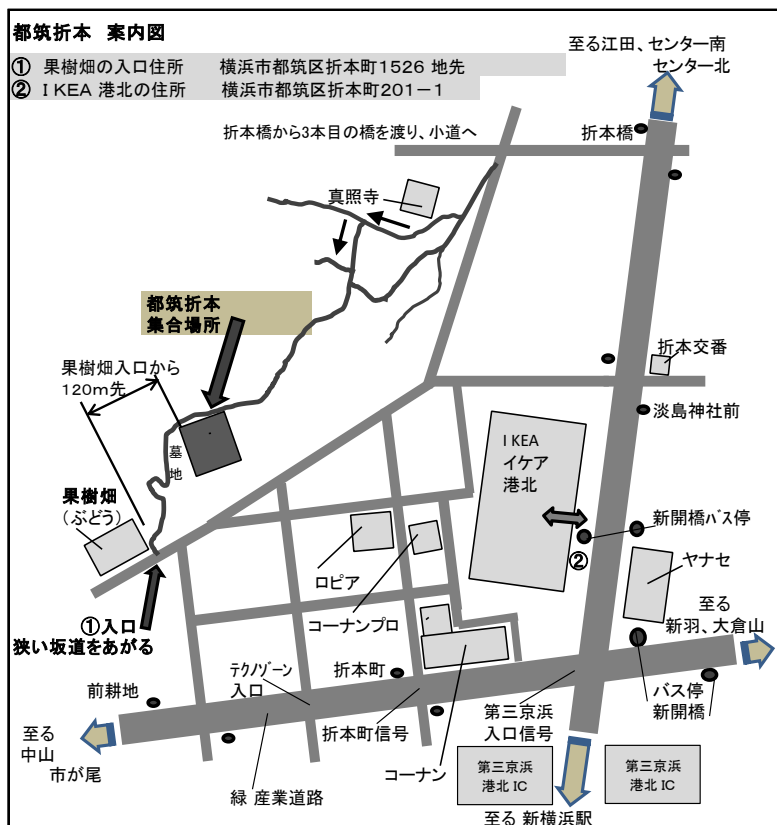 都筑折本 案内図
① 果樹畑の入口住所 横浜市都筑区折本町1526 地先
② IKEA 港北の住所 横浜市都筑区折本町201－1
至る江田、センター南
センター北
折本橋から3本目の橋を渡り、小道へ
折本橋
真照寺
都筑折本
集合場所
果樹畑入口から
120m先
折本交番
淡島神社前
IKEA
イケア
港北
墓地
果樹畑
（ぶどう）
新開橋ﾊﾞｽ停
②
ヤナセ
ロピア
コーナンプロ
至る
新羽、大倉山
①入口
狭い坂道をあがる
ﾃｸﾉｿﾞｰﾝ
入口
折本町
前耕地
バス停
新開橋
第三京浜
入口信号
折本町信号
至る
中山
市が尾
コーナン
緑 産業道路
第三京浜
港北 IC
第三京浜
港北 IC
至る 新横浜駅